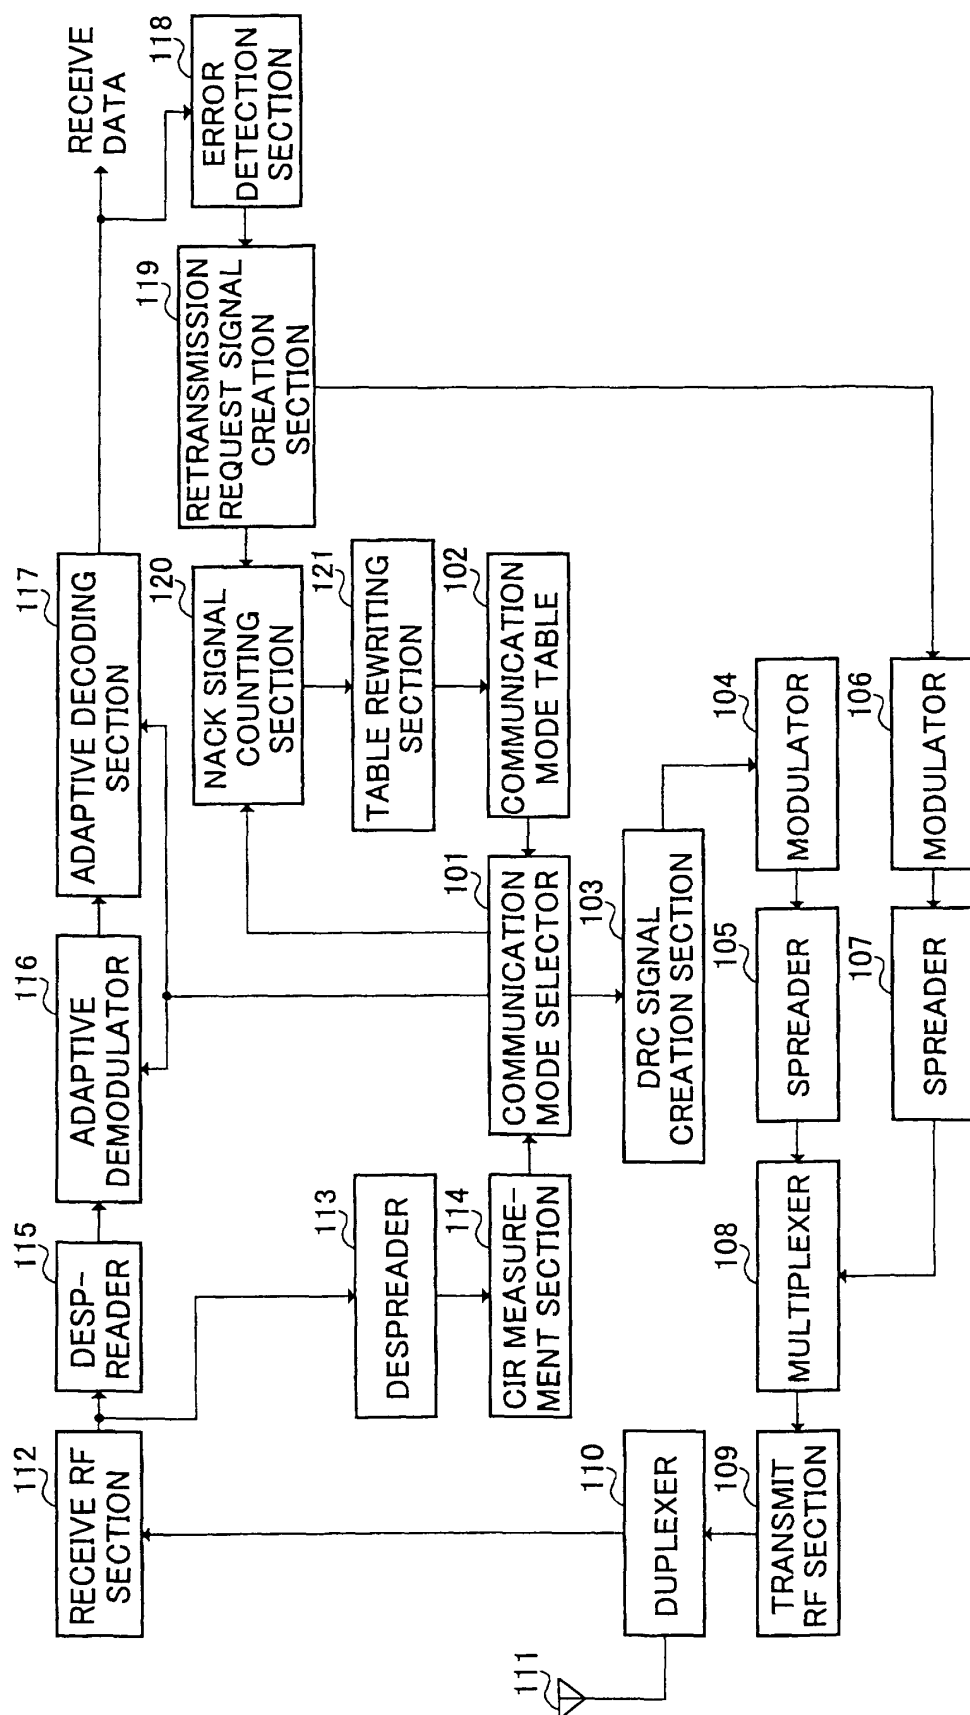 112
RECEIVE RF
SECTION
115
DESP-
READER
116
ADAPTIVE
DEMODULATOR
117
ADAPTIVE DECODING
SECTION
RECEIVE
DATA
118
ERROR
DETECTION
SECTION
119
RETRANSMISSION
REQUEST SIGNAL
CREATION
SECTION
120
NACK SIGNAL
COUNTING
SECTION
121
TABLE REWRITING
SECTION
102
COMMUNICATION
MODE TABLE
113
DESPREADER
114
CIR MEASURE-
MENT SECTION
101
COMMUNICATION
MODE SELECTOR
103
DRC SIGNAL
CREATION SECTION
111
110
DUPLEXER
109
TRANSMIT
RF SECTION
108
MULTIPLEXER
105
SPREADER
104
MODULATOR
107
SPREADER
106
MODULATOR